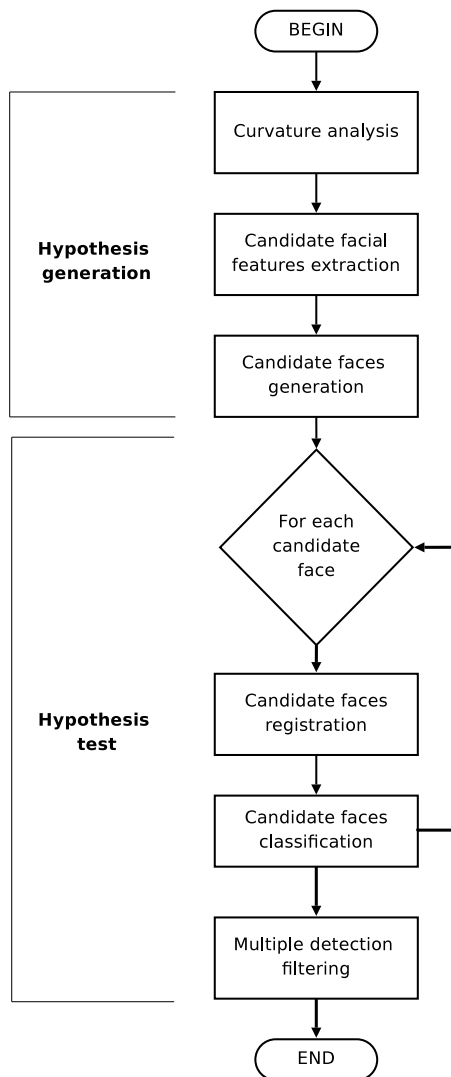 BEGIN
Curvature analysis
Candidate facial
features extraction
Hypothesis
generation
Candidate faces
generation
For each
candidate
face
Candidate faces
registration
Hypothesis
test
Candidate faces
classification
Multiple detection
filtering
END